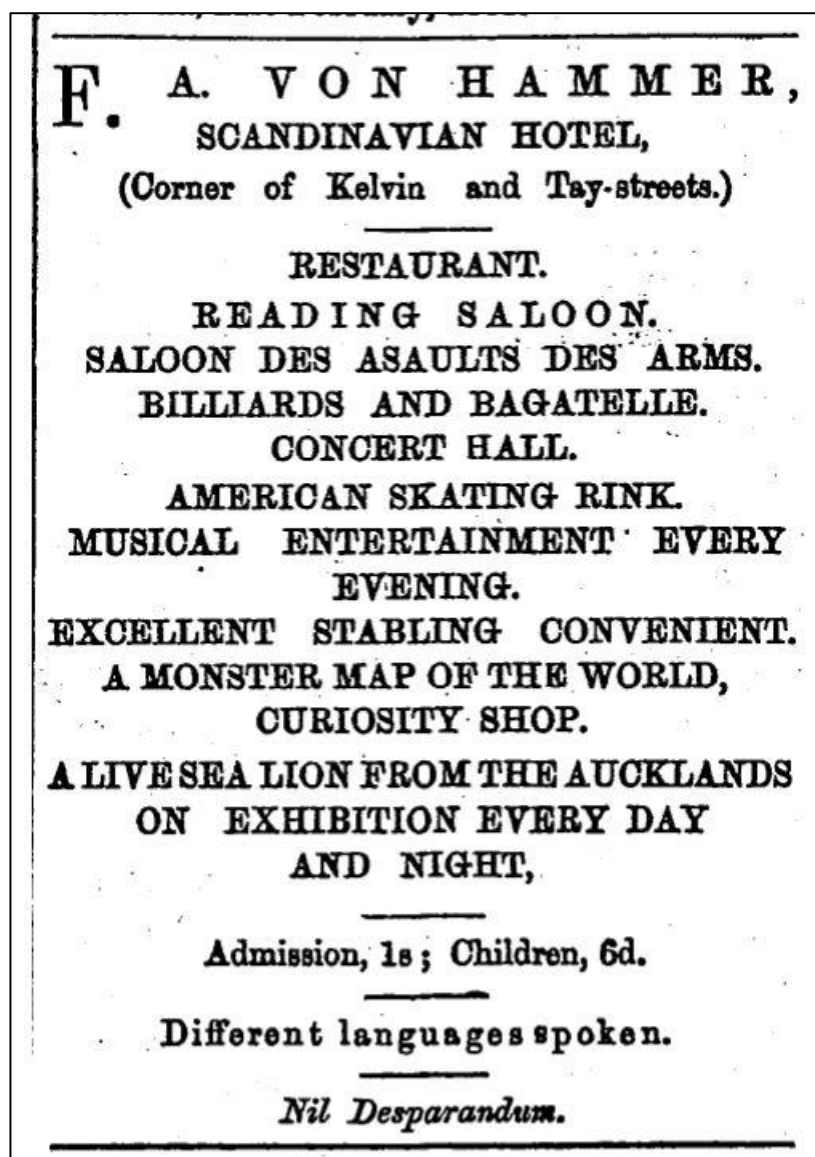 F. A. VON HAMMER,
SCANDINAVIAN HOTEL,
(Corner of Kelvin and Tay-streets.)
RESTAURANT.
READING SALOON.
SALOON DES ASAULTS DES ARMS.
BILLIARDS AND BAGATELLE.
CONCERT HALL.
AMERICAN SKATING RINK.
MUSICAL ENTERTAINMENT EVERY
EVENING.
EXCELLENT STABLING CONVENIENT.
A MONSTER MAP OF THE WORLD,
CURIOSITY SHOP.
A LIVE SEA LION FROM THE AUCKLANDS
ON EXHIBITION EVERY DAY
AND NIGHT,
Admission, 1s; Children, 6d.
Different languages spoken.
Nil Desparandum.